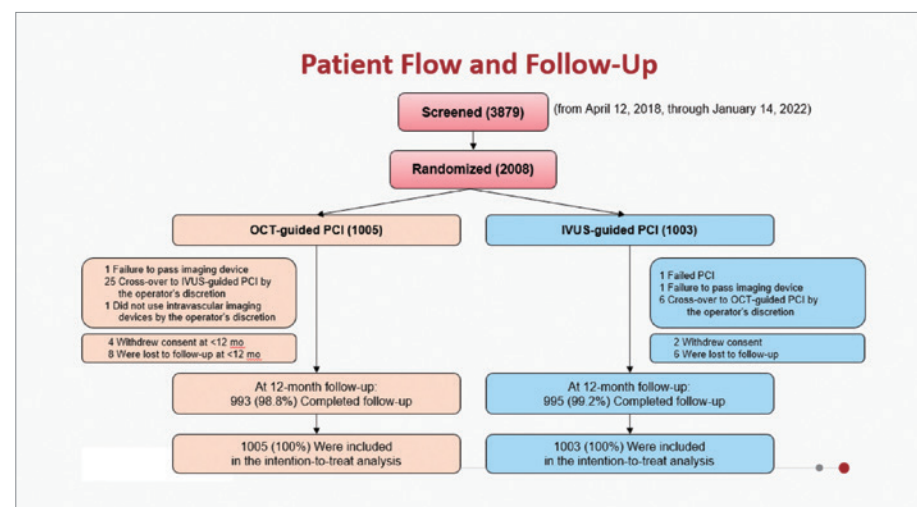 Patient Flow and Follow-Up
Screened (3879)
(from April 12, 2018, through January 14, 2022)
Randomized (2008)
OCT-guided PCI (1005)
IVUS-guided PCI (1003)
1 Failure to pass imaging device
25 Cross-over to IVUS-guided PCI by
the operator's discretion
1 Did not use intravascular imaging
devices by the operator's discretion
1 Failed PCI
1 Failure to pass imaging device
6 Cross-over to OCT-guided PCI by
the operator's discretion
4 Withdrew consent at <12 mo
8 Were lost to follow-up at <12 mo
2 Withdrew consent
6 Were lost to follow-up
At 12-month follow-up:
993 (98.8%) Completed follow-up
At 12-month follow-up:
995 (99.2%) Completed follow-up
1005 (100%) Were included
in the intention-to-treat analysis
1003 (100%) Were included
in the intention-to-treat analysis